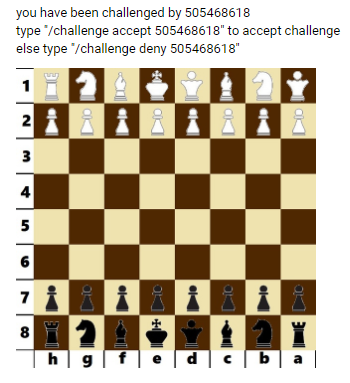 you have been challenged by 505468618
type "/challenge accept 505468618" to accept challenge
else type "/challenge deny 505468618"
1
2
3
4
5
6
7
8
h g f e d c b a